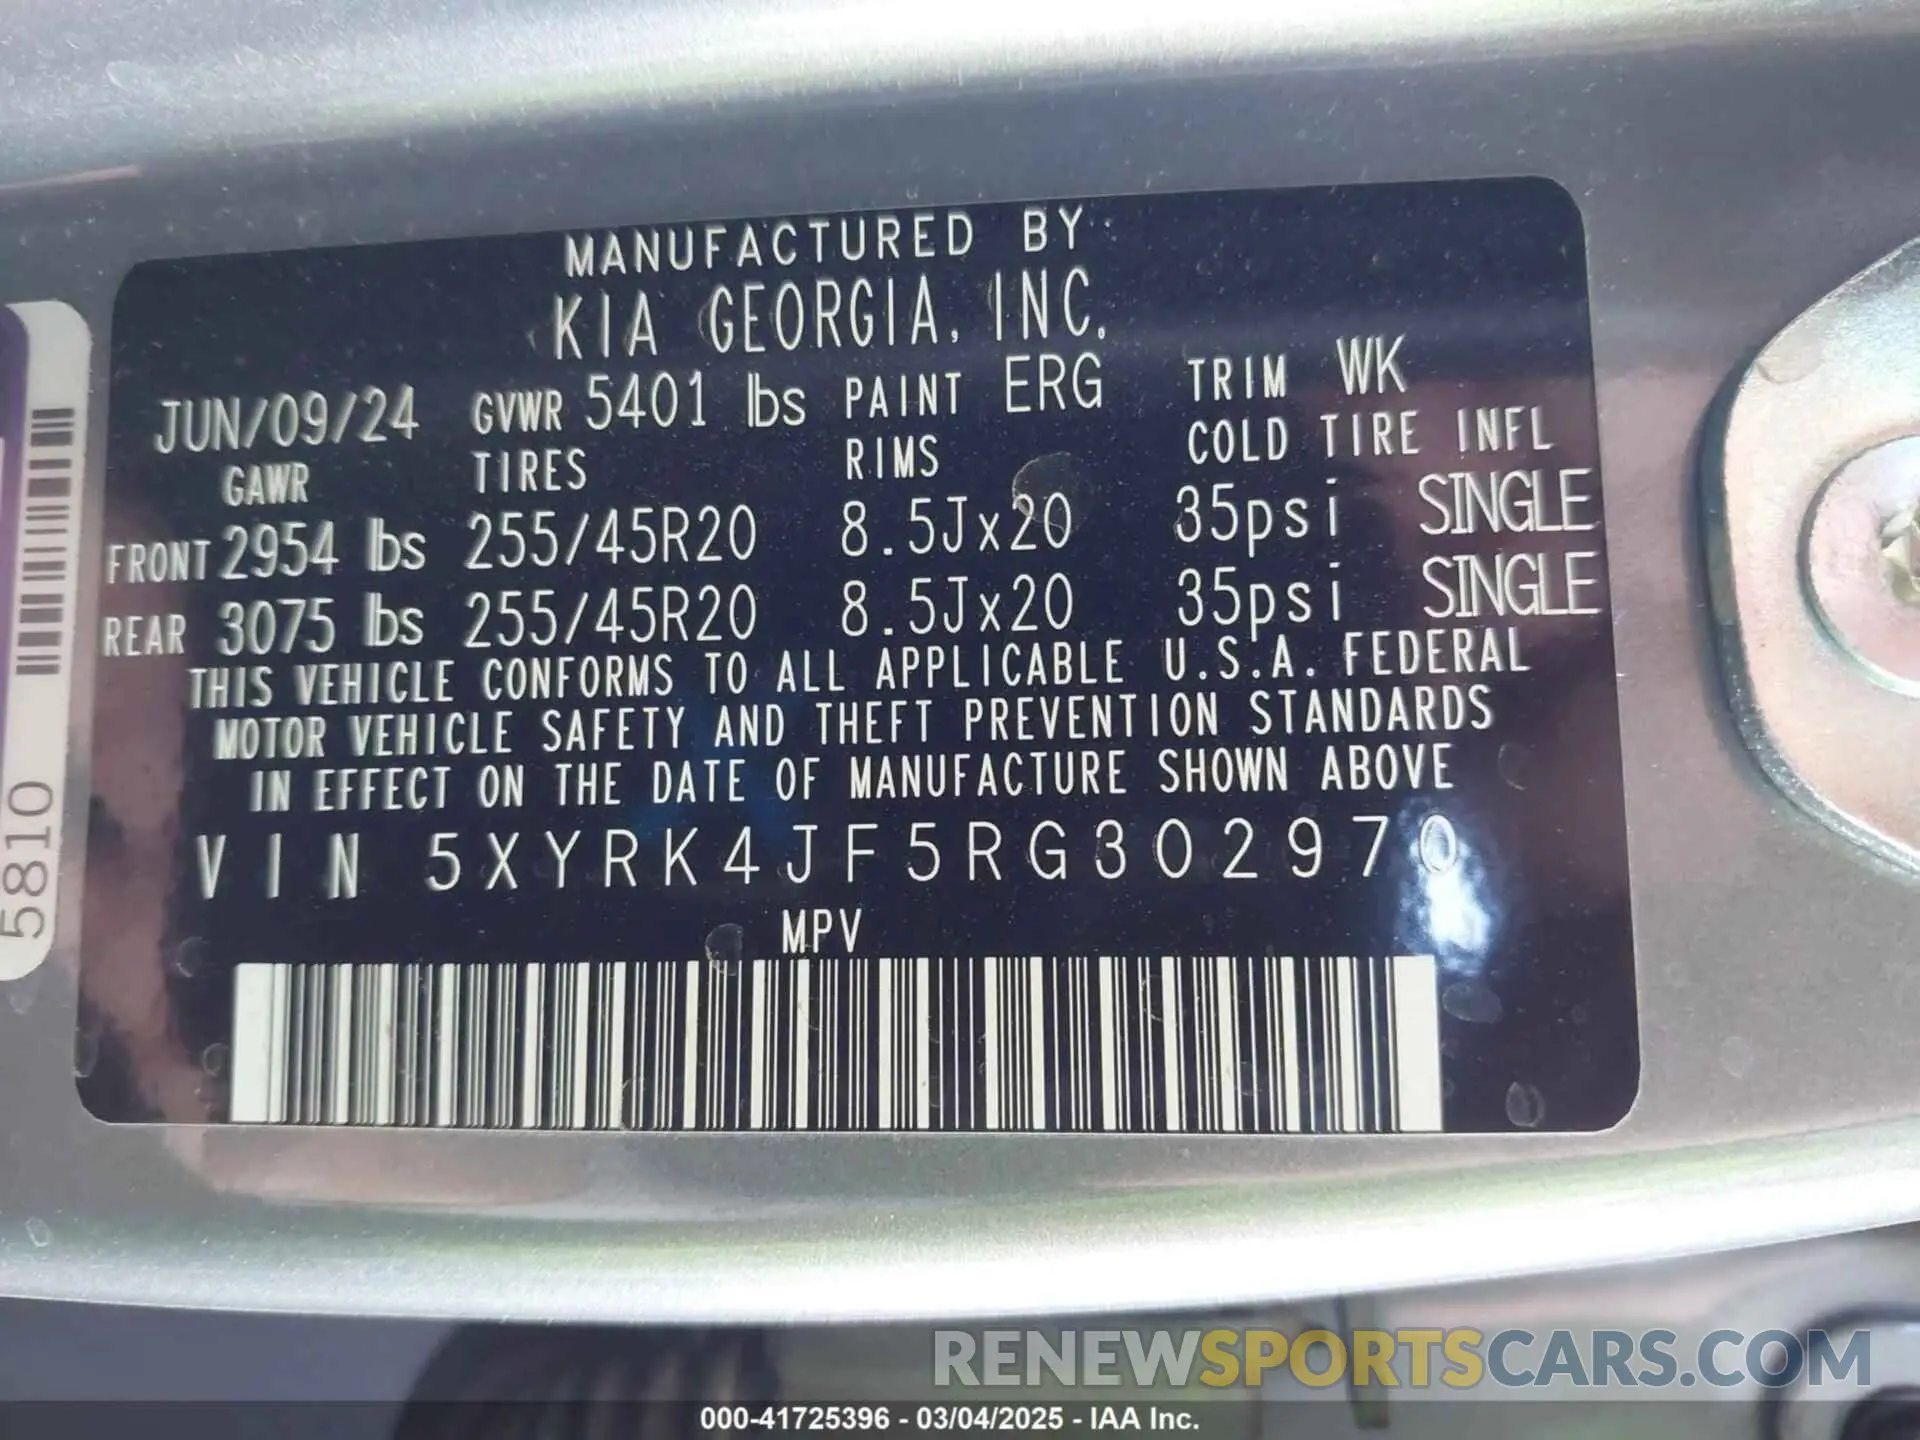 MANUFACTURED BY
KIA GEORGIA, INC.
JUN/09/24 GVWR 5401 lbs PAINT ERG TRIM WK
GAWR TIRES RIMS COLD TIRE INFL
FRONT 2954 lbs 255/45R20 8.5Jx20 35psi SINGLE
REAR 3075 lbs 255/45R20 8.5Jx20 35psi SINGLE
THIS VEHICLE CONFORMS TO ALL APPLICABLE U.S.A. FEDERAL
MOTOR VEHICLE SAFETY AND THEFT PREVENTION STANDARDS
IN EFFECT ON THE DATE OF MANUFACTURE SHOWN ABOVE
VIN 5XYRK4JF5RG302970
MPV
5810
RENEWSPORTSCARS.COM
000-41725396 - 03/04/2025 - IAA Inc.